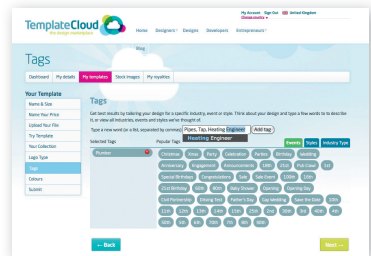 My Account Sign Out United Kingdom
TemplateCloud
the design marketplace
Home Designers Designs Developers Entrepreneurs
Blog
Tags
Dashboard My details My templates Stock images My royalties
Your Template
Name & Size
Name Your Price
Upload Your File
Try Template
Your Collection
Logo Type
Tags
Colours
Submit
Tags
Get best results by tailoring your design for a specific industry, event or style. Think about your design and type a few words to to describe
it, or view all industries, events and styles we've thought of.
Type a new word (or a list, separated by commas) Pipes, Tap, Heating Engineer Add tag
Heating Engineer
Selected Tags Popular Tags Events Styles Industry Type
Plumber
Christmas Xmas Party Celebration Parties Birthday Wedding
Anniversary Engagement Announcements 18th 21st Pub Crawl 1st
Special Birthdays Congratulations Sale Sale Event 100th 16th
21st Birthday 60th 80th Baby Shower Gaming Gaming Day
Civil Partnership Driving Test Father's Day Gay wedding Save the Date 10th
11th 12th 13th 14th 15th 25th 2nd 30th 3rd 40th 4th
50th 5th 6th 70th 7th 8th 90th
← Back
Next →